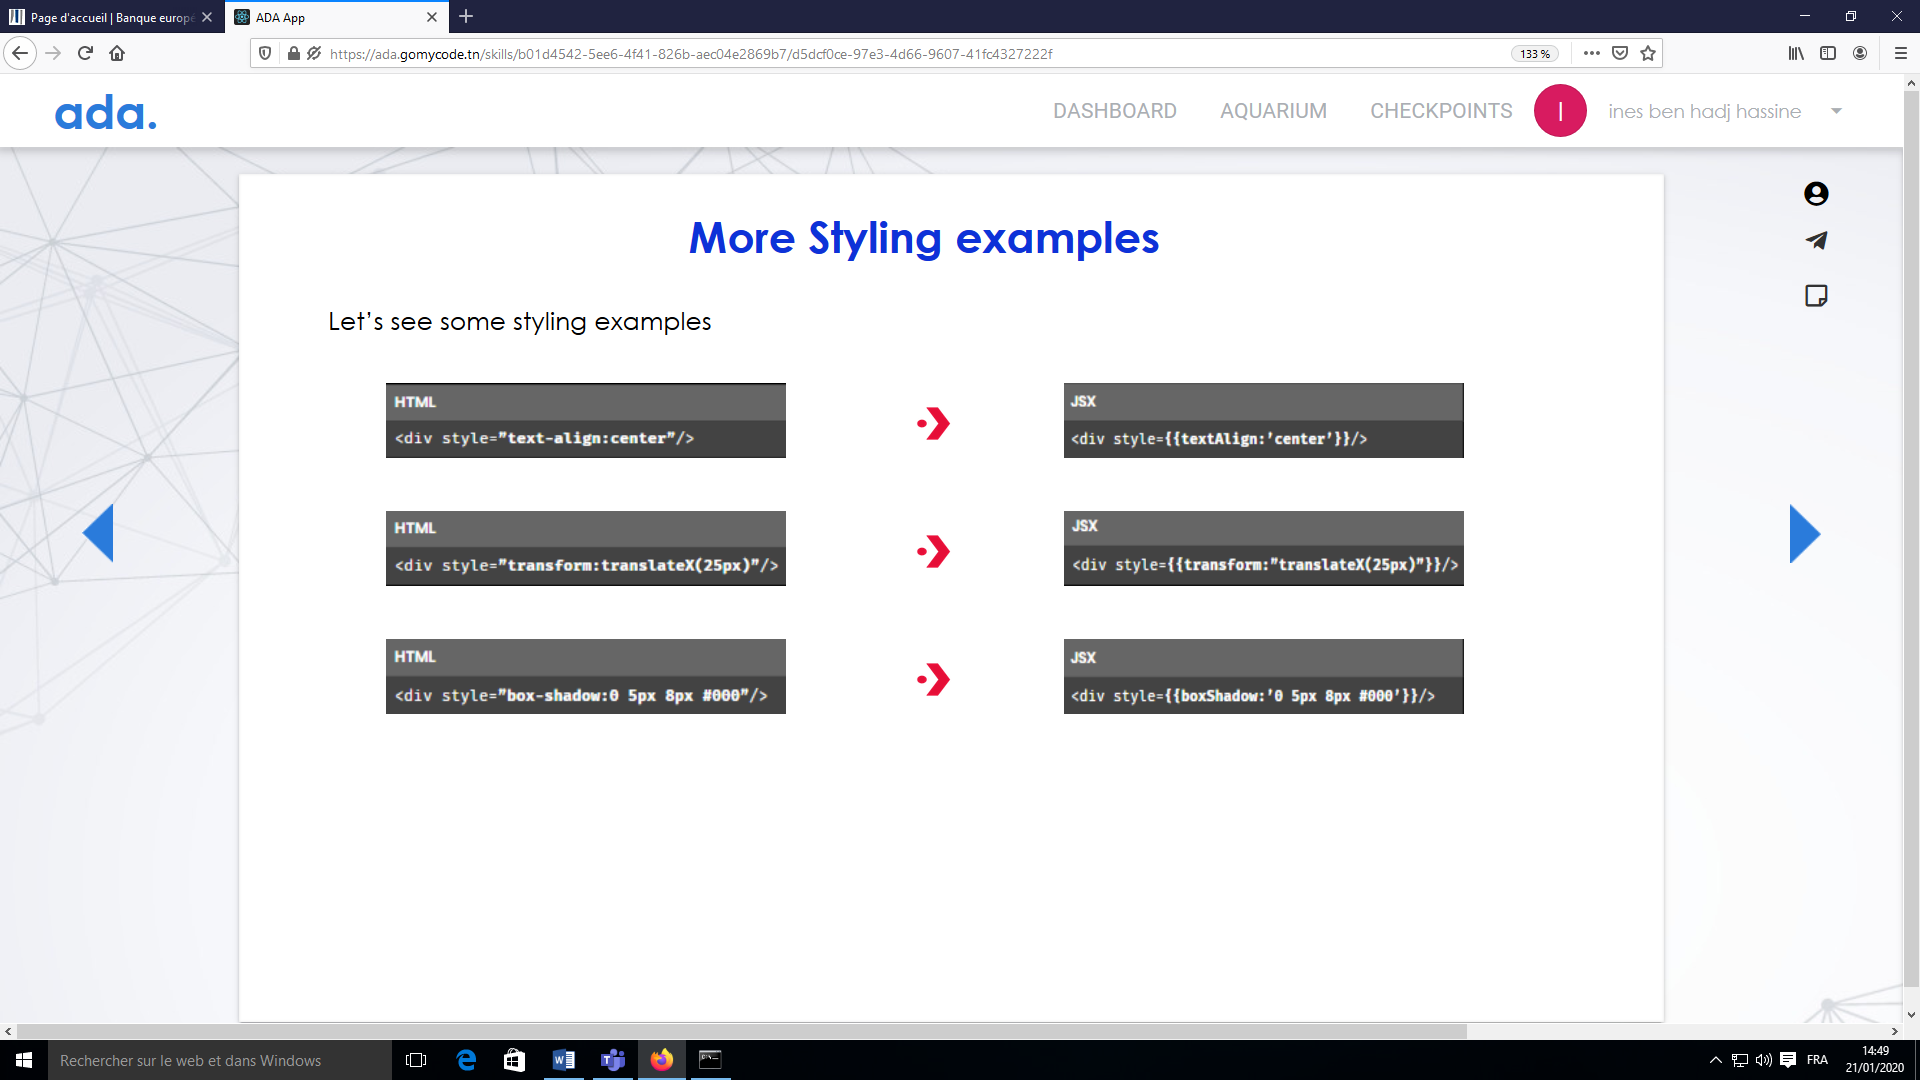 Page d'accueil | Banque europé
ADA App
https://ada.gomycode.tn/skills/b01d4542-5ee6-4f41-826b-aec04e2869b7/d5dcf0ce-97e3-4d66-9607-41fc4327222f
133 %
ada.
DASHBOARD
AQUARIUM
CHECKPOINTS
I
ines ben hadj hassine
More Styling examples
Let’s see some styling examples
HTML
<div style=”text-align:center”/>
JSX
<div style={{textAlign:’center’}}/>
HTML
<div style=”transform:translateX(25px)”/>
JSX
<div style={{transform:”translateX(25px)”}}/>
HTML
<div style=”box-shadow:0 5px 8px #000”/>
JSX
<div style={{boxShadow:’0 5px 8px #000’}}/>
Rechercher sur le web et dans Windows
FRA
14:49
21/01/2020